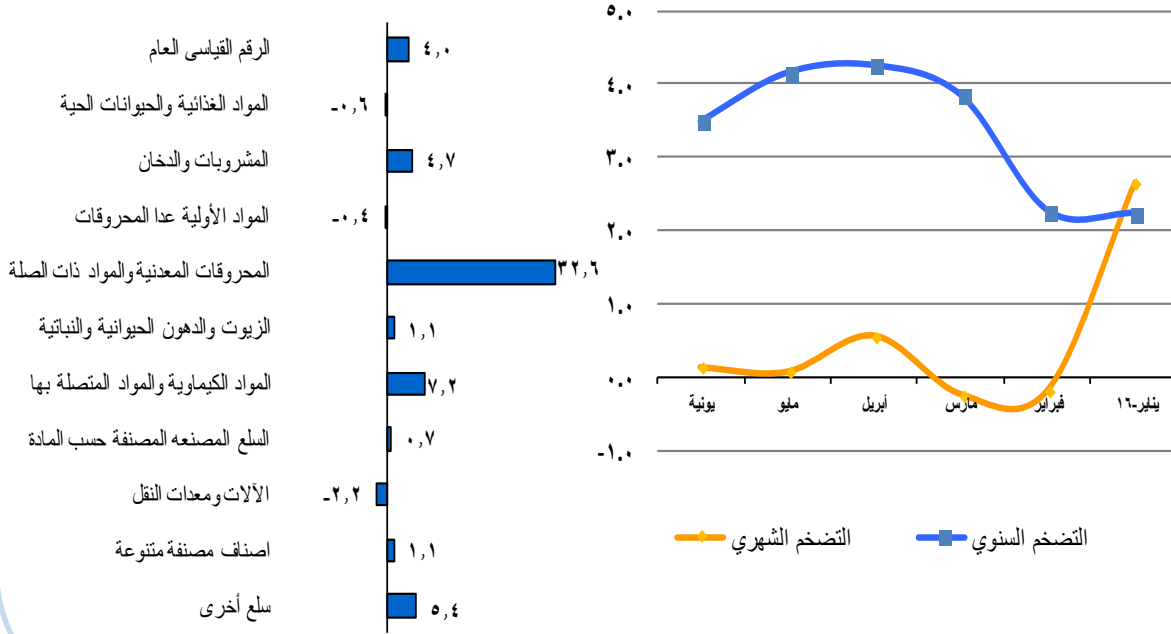 الرقم القياسى العام ٤,٠
المواد الغذائية والحيوانات الحية -٠,٦
المشروبات والدخان ٤,٧
المواد الأولية عدا المحروقات -٠,٤
المحروقات المعدنية والمواد ذات الصلة ٣٢,٦
الزيوت والدهون الحيوانية والنباتية ١,١
المواد الكيماوية والمواد المتصلة بها ٧,٢
السلع المصنعه المصنفة حسب المادة ٠,٧
الآلات ومعدات النقل -٢,٢
اصناف مصنفة متنوعة ١,١
سلع أخرى ٥,٤
٥.٠
٤.٠
٣.٠
٢.٠
١.٠
٠.٠
-١.٠
يناير-١٦ فبراير مارس أبريل مايو يونية
التضخم السنوي التضخم الشهري